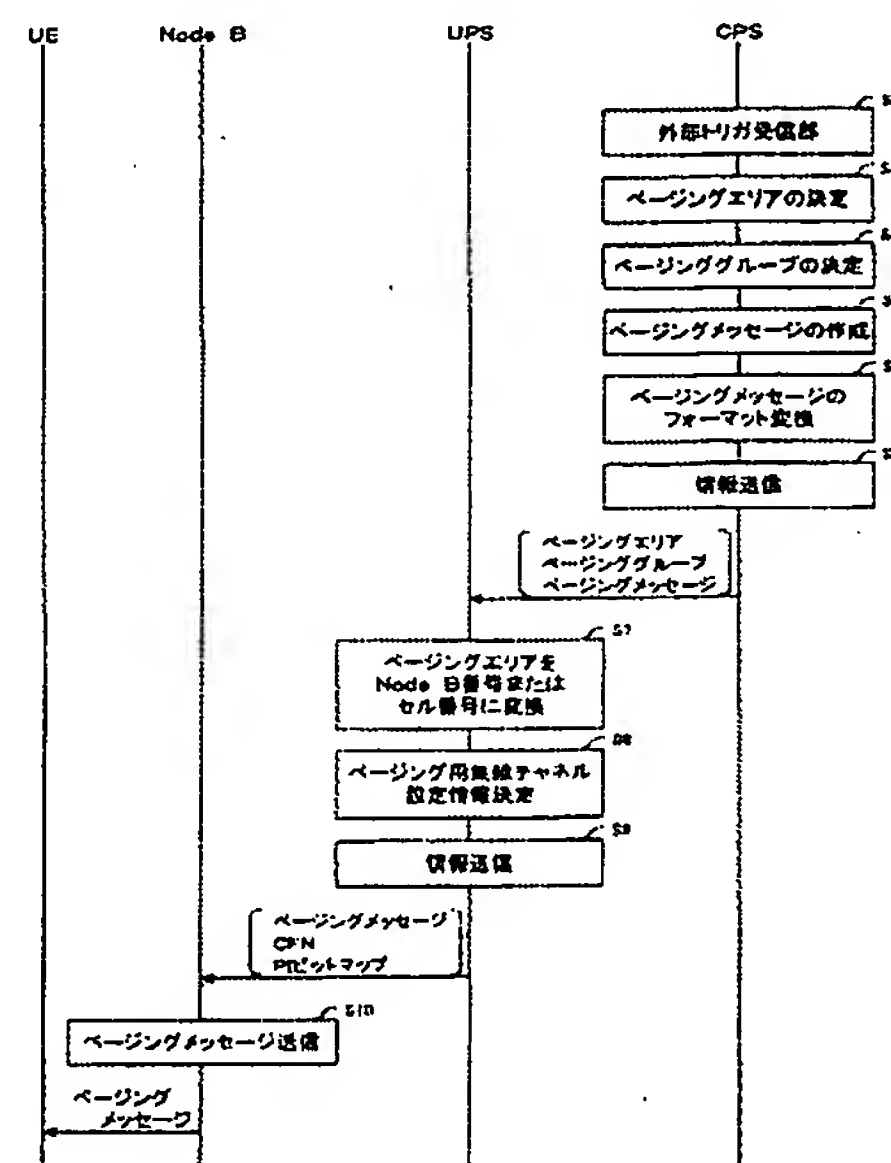 UE Node B UPS CPS
外部トリガ受信部
ページングエリアの決定
ページンググループの決定
ページングメッセージの作成
ページングメッセージの
フォーマット変換
情報送信
ページングエリア
ページンググループ
ページングメッセージ
S7
ページングエリアを
Node B番号または
セル番号に変換
S8
ページング用無線チャネル
設定情報決定
S9
情報送信
ページングメッセージ
CFN
PIビットマップ
S10
ページングメッセージ送信
ページング
メッセージ